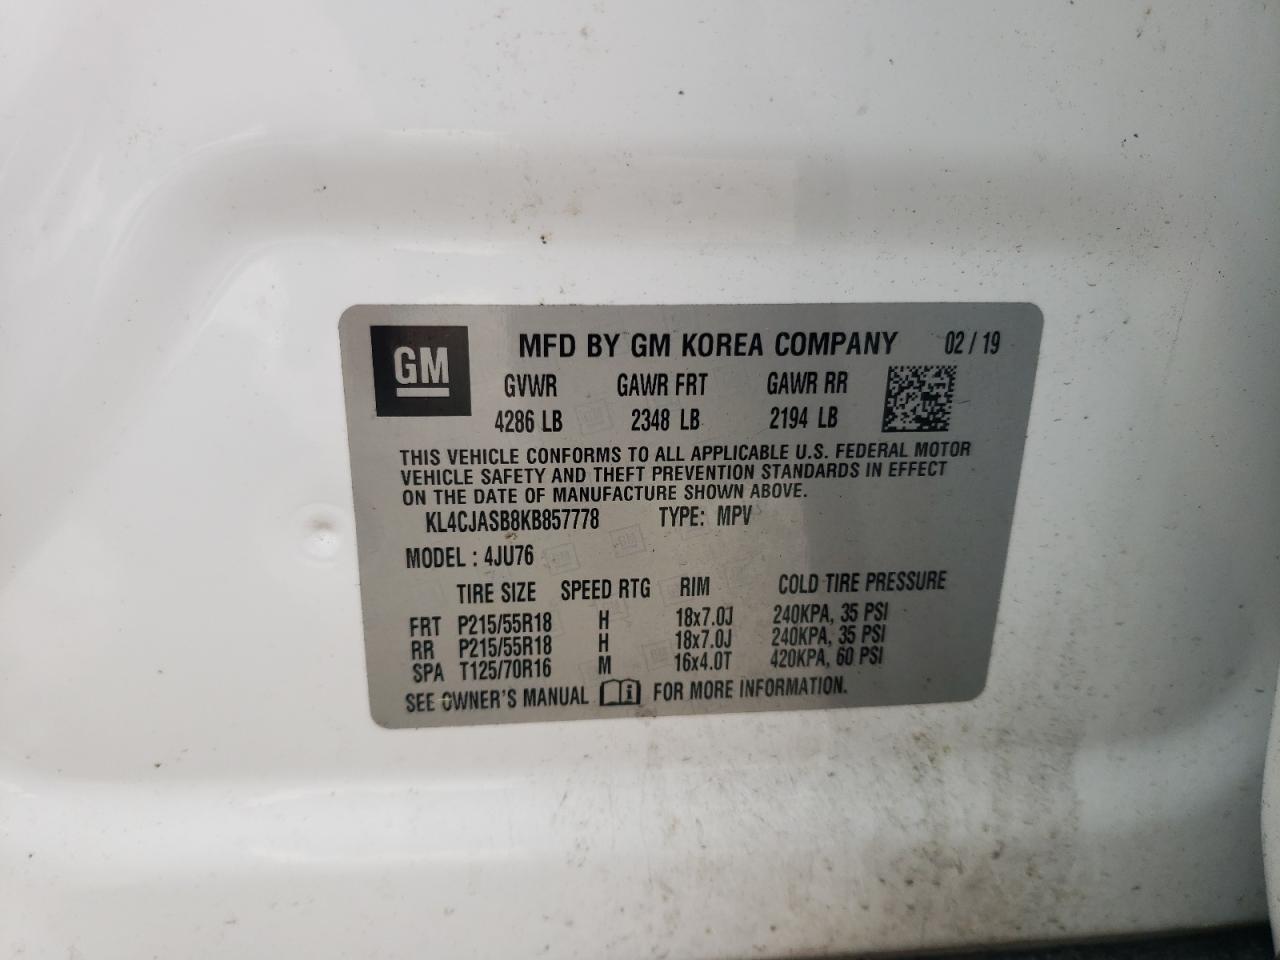 GM MFD BY GM KOREA COMPANY 02 / 19
GVWR GAWR FRT GAWR RR
4286 LB 2348 LB 2194 LB
THIS VEHICLE CONFORMS TO ALL APPLICABLE U.S. FEDERAL MOTOR
VEHICLE SAFETY AND THEFT PREVENTION STANDARDS IN EFFECT
ON THE DATE OF MANUFACTURE SHOWN ABOVE.
KL4CJASB8KB857778 TYPE: MPV
MODEL : 4JU76
TIRE SIZE SPEED RTG RIM COLD TIRE PRESSURE
FRT P215/55R18 H 18x7.0J 240KPA, 35 PSI
RR P215/55R18 H 18x7.0J 240KPA, 35 PSI
SPA T125/70R16 M 16x4.0T 420KPA, 60 PSI
SEE OWNER'S MANUAL i FOR MORE INFORMATION.